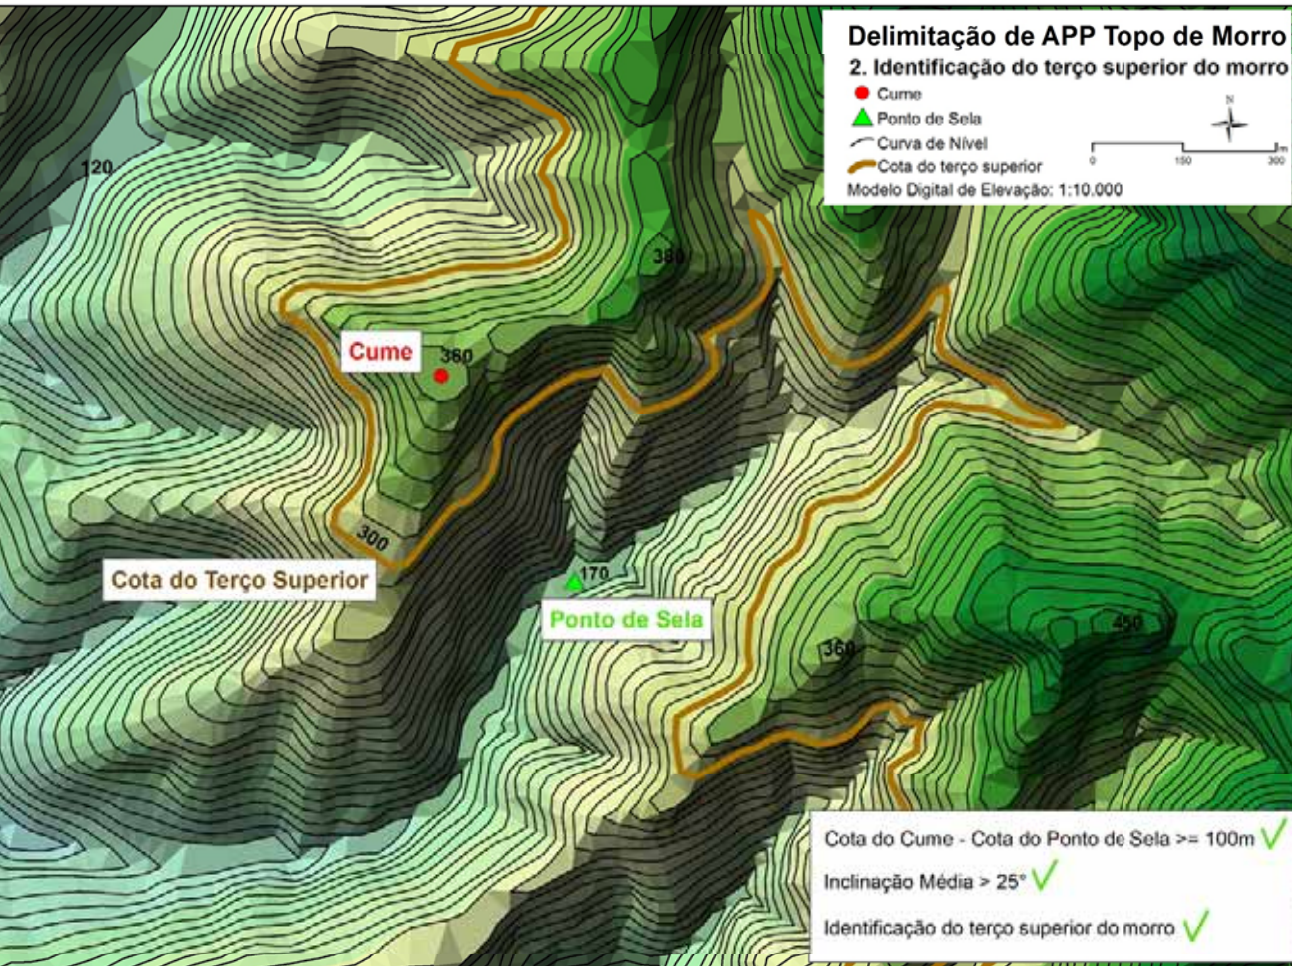 Delimitação de APP Topo de Morro
2. Identificação do terço superior do morro
Cume
Ponto de Sela
Curva de Nível
Cota do terço superior
Modelo Digital de Elevação: 1:10.000
N
0 150 300 m
120
380
Cume
360
300
Cota do Terço Superior
170
Ponto de Sela
360
450
Cota do Cume - Cota do Ponto de Sela >= 100m
Inclinação Média > 25°
Identificação do terço superior do morro